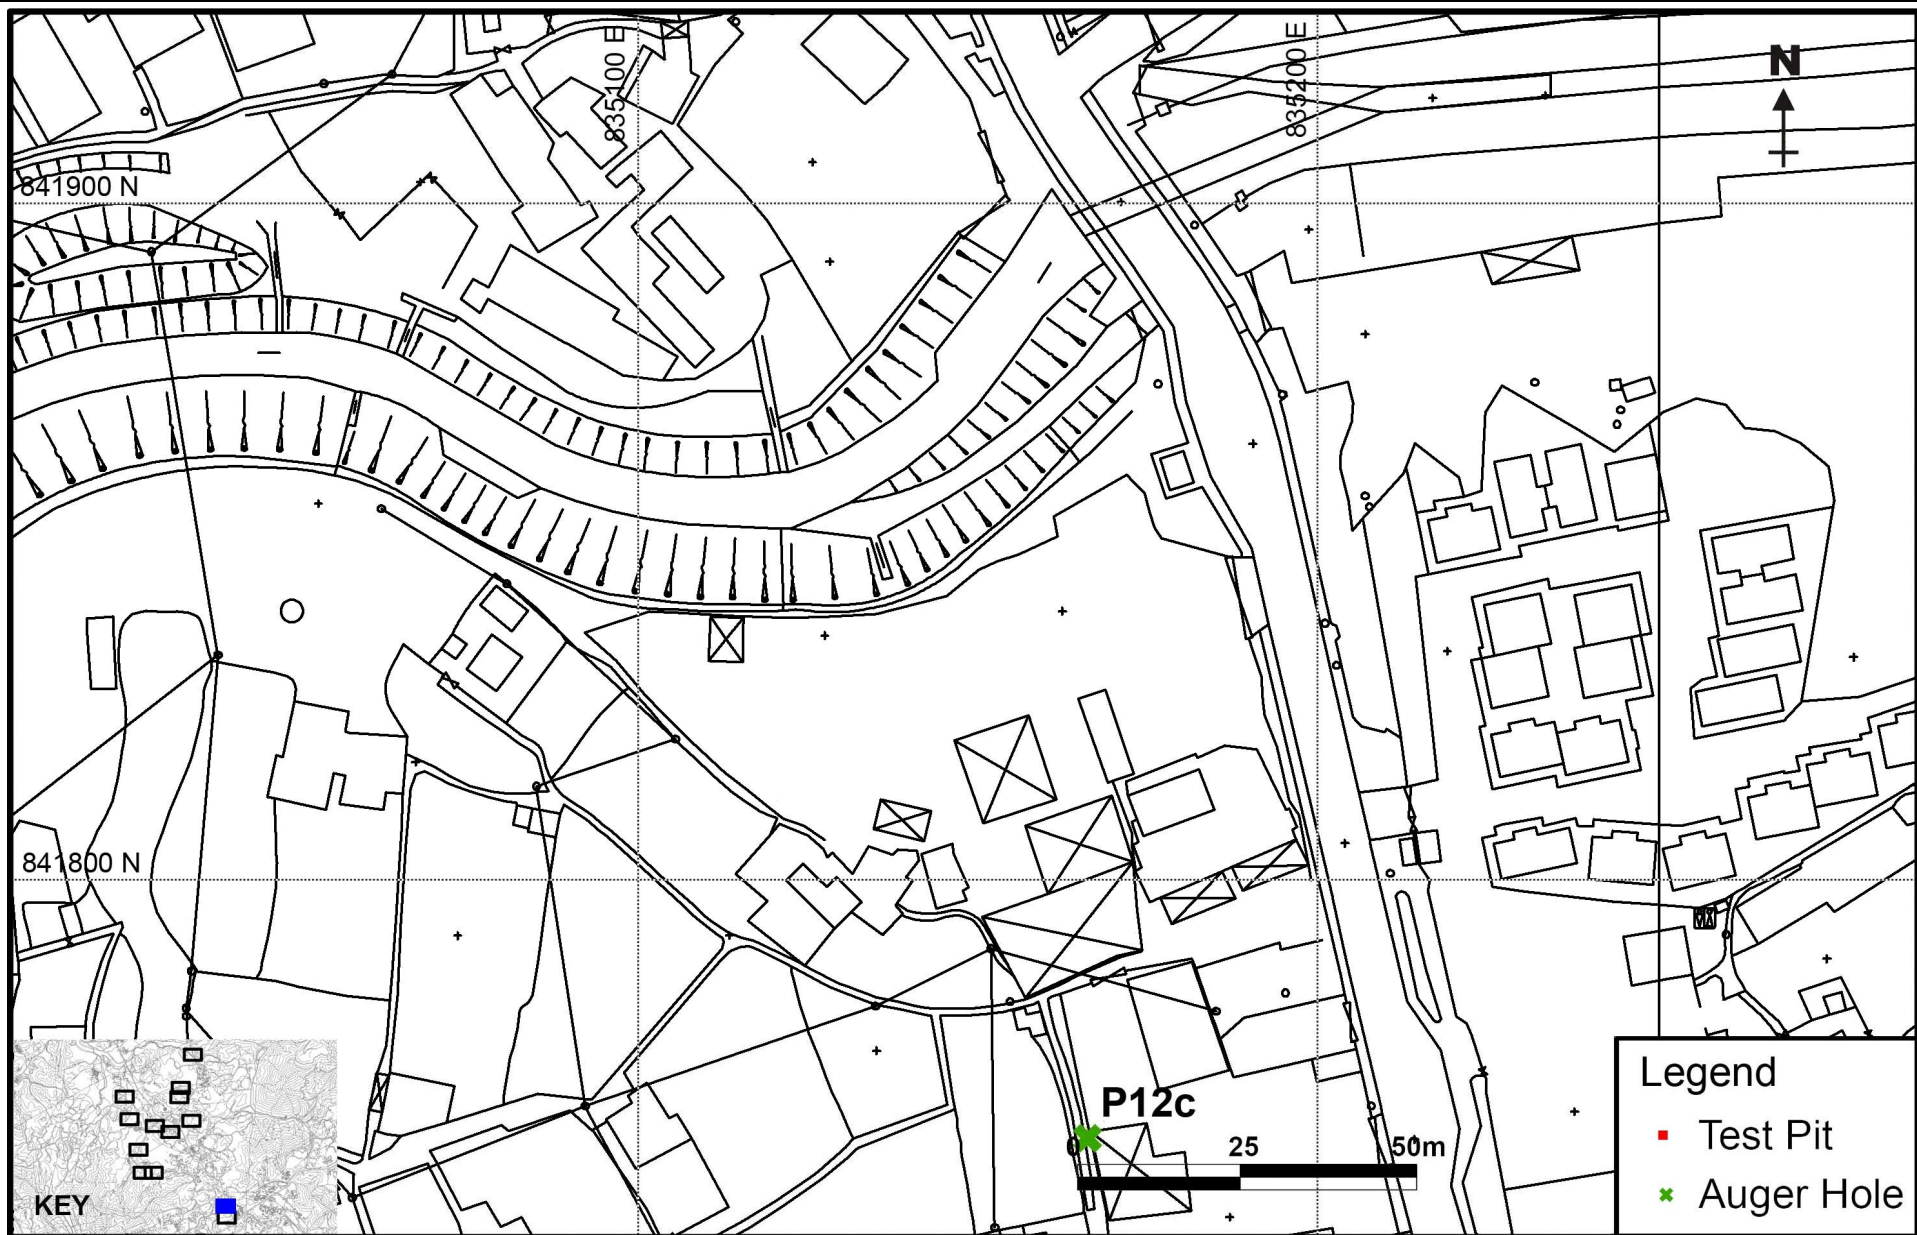 835100 E
835200 E
N
841900 N
841800 N
P12c
0 25 50m
KEY
Legend
Test Pit
Auger Hole